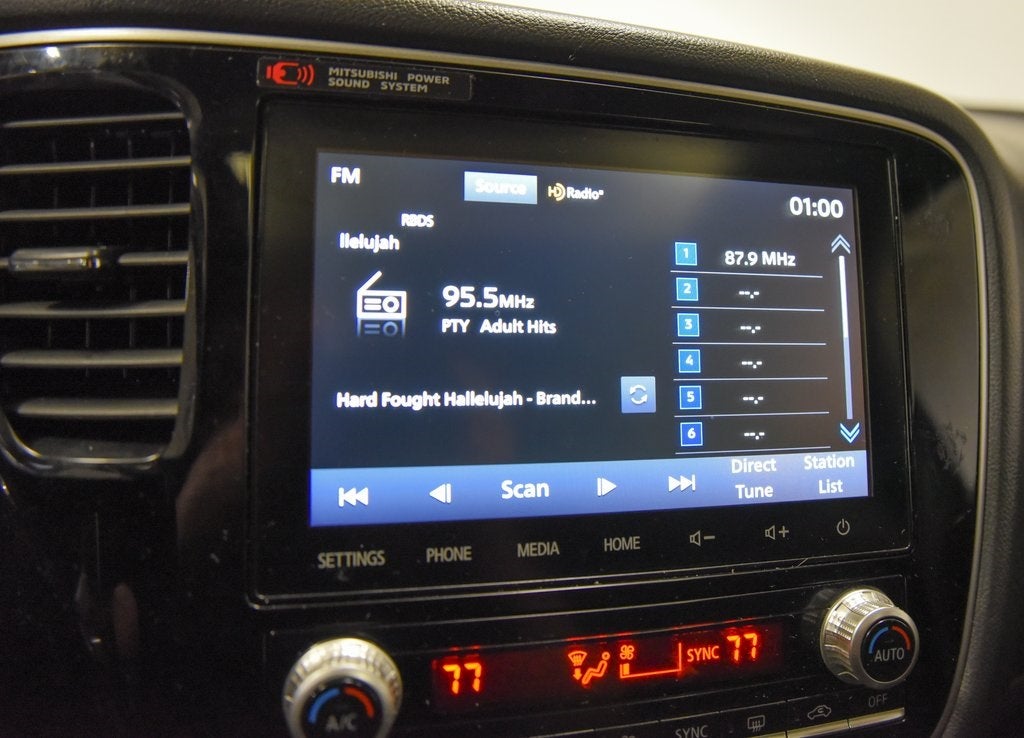 MITSUBISHI POWER
SOUND SYSTEM
FM
Source
HD Radio
01:00
RBDS
llelujah
95.5MHz
PTY Adult Hits
Hard Fought Hallelujah - Brand...
1 87.9 MHz
2 --.-
3 --.-
4 --.-
5 --.-
6 --.-
Scan
Direct
Tune
Station
List
SETTINGS
PHONE
MEDIA
HOME
77
SYNC
77
A/C
AUTO
SYNC
OFF